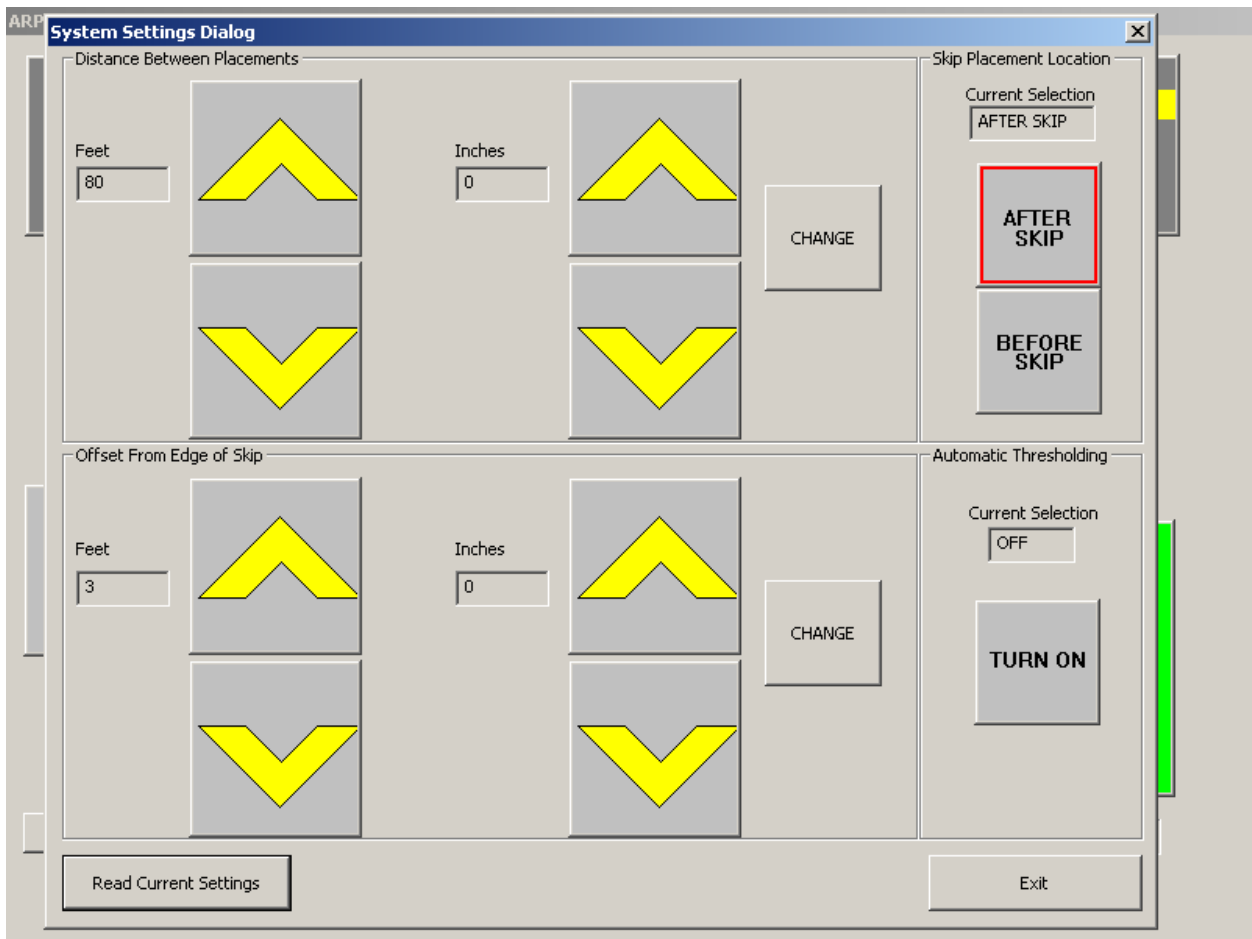 ARP
System Settings Dialog
Distance Between Placements
Feet
80
Inches
0
CHANGE
Skip Placement Location
Current Selection
AFTER SKIP
AFTER
SKIP
BEFORE
SKIP
Offset From Edge of Skip
Feet
3
Inches
0
CHANGE
Automatic Thresholding
Current Selection
OFF
TURN ON
Read Current Settings
Exit